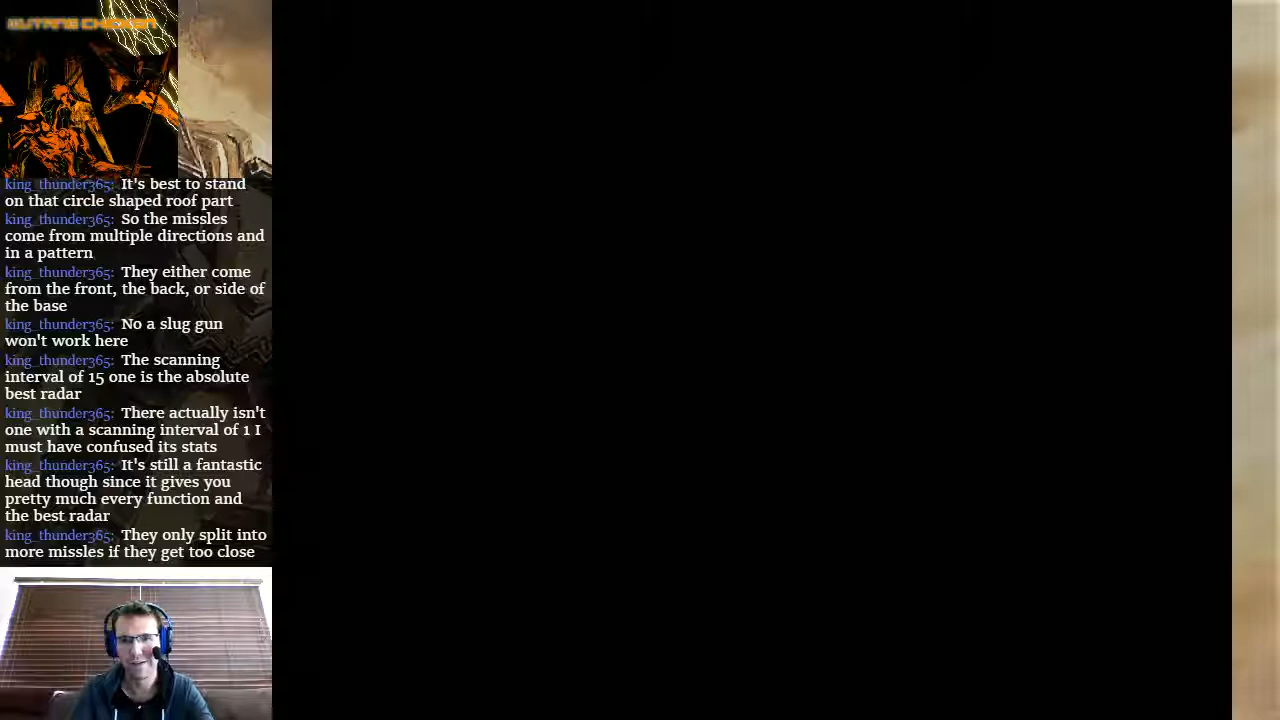 MUTANT CHICKEN
king_thunder365: It's best to stand
on that circle shaped roof part
king_thunder365: So the missles
come from multiple directions and
in a pattern
king_thunder365: They either come
from the front, the back, or side of
the base
king_thunder365: No a slug gun
won't work here
king_thunder365: The scanning
interval of 15 one is the absolute
best radar
king_thunder365: There actually isn't
one with a scanning interval of 1 I
must have confused its stats
king_thunder365: It's still a fantastic
head though since it gives you
pretty much every function and
the best radar
king_thunder365: They only split into
more missles if they get too close